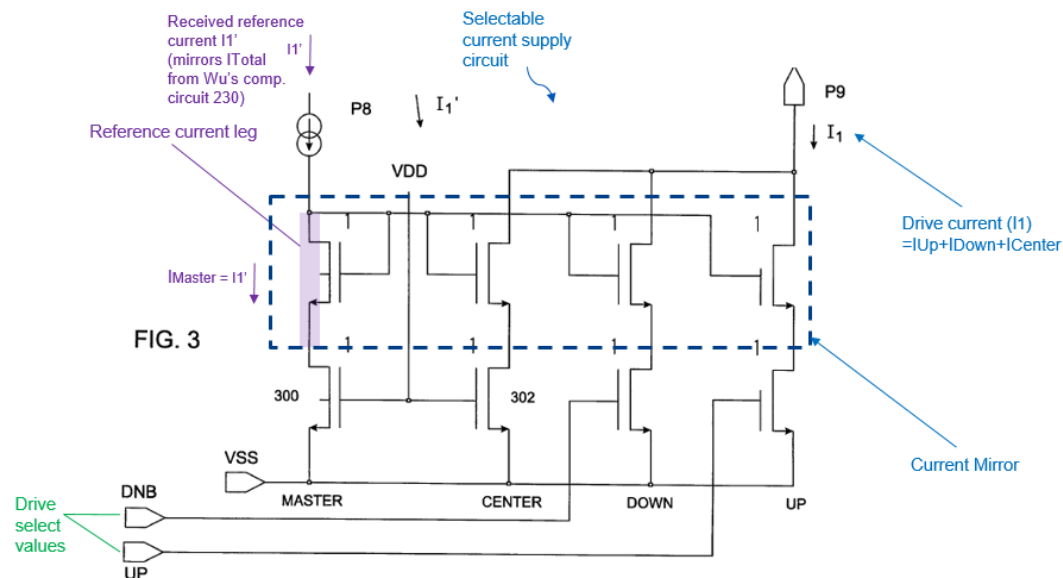 Received reference
current I1'
(mirrors ITotal
from Wu's comp.
circuit 230)
I1'
Selectable
current supply
circuit
P8
I1'
P9
I1
Reference current leg
VDD
1
1
1
1
Drive current (I1)
=IUp+IDown+ICenter
IMaster = I1'
FIG. 3
1
1
1
1
300
302
VSS
Current Mirror
MASTER
CENTER
DOWN
UP
DNB
Drive
select
values
UP